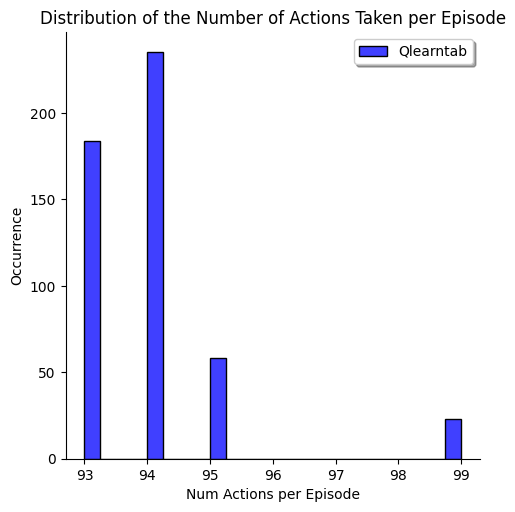 Distribution of the Number of Actions Taken per Episode
Qlearntab
Occurrence
200
150
100
50
0
93 94 95 96 97 98 99
Num Actions per Episode